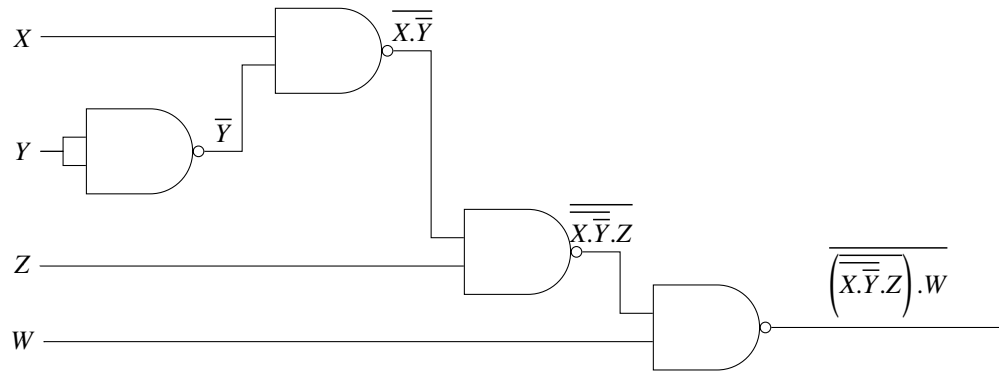 X
$\overline{X.\overline{Y}}$
Y
$\overline{Y}$
Z
$\overline{\overline{X.\overline{Y}}.Z}$
W
$\overline{\left(\overline{\overline{X.\overline{Y}}.Z}\right).W}$